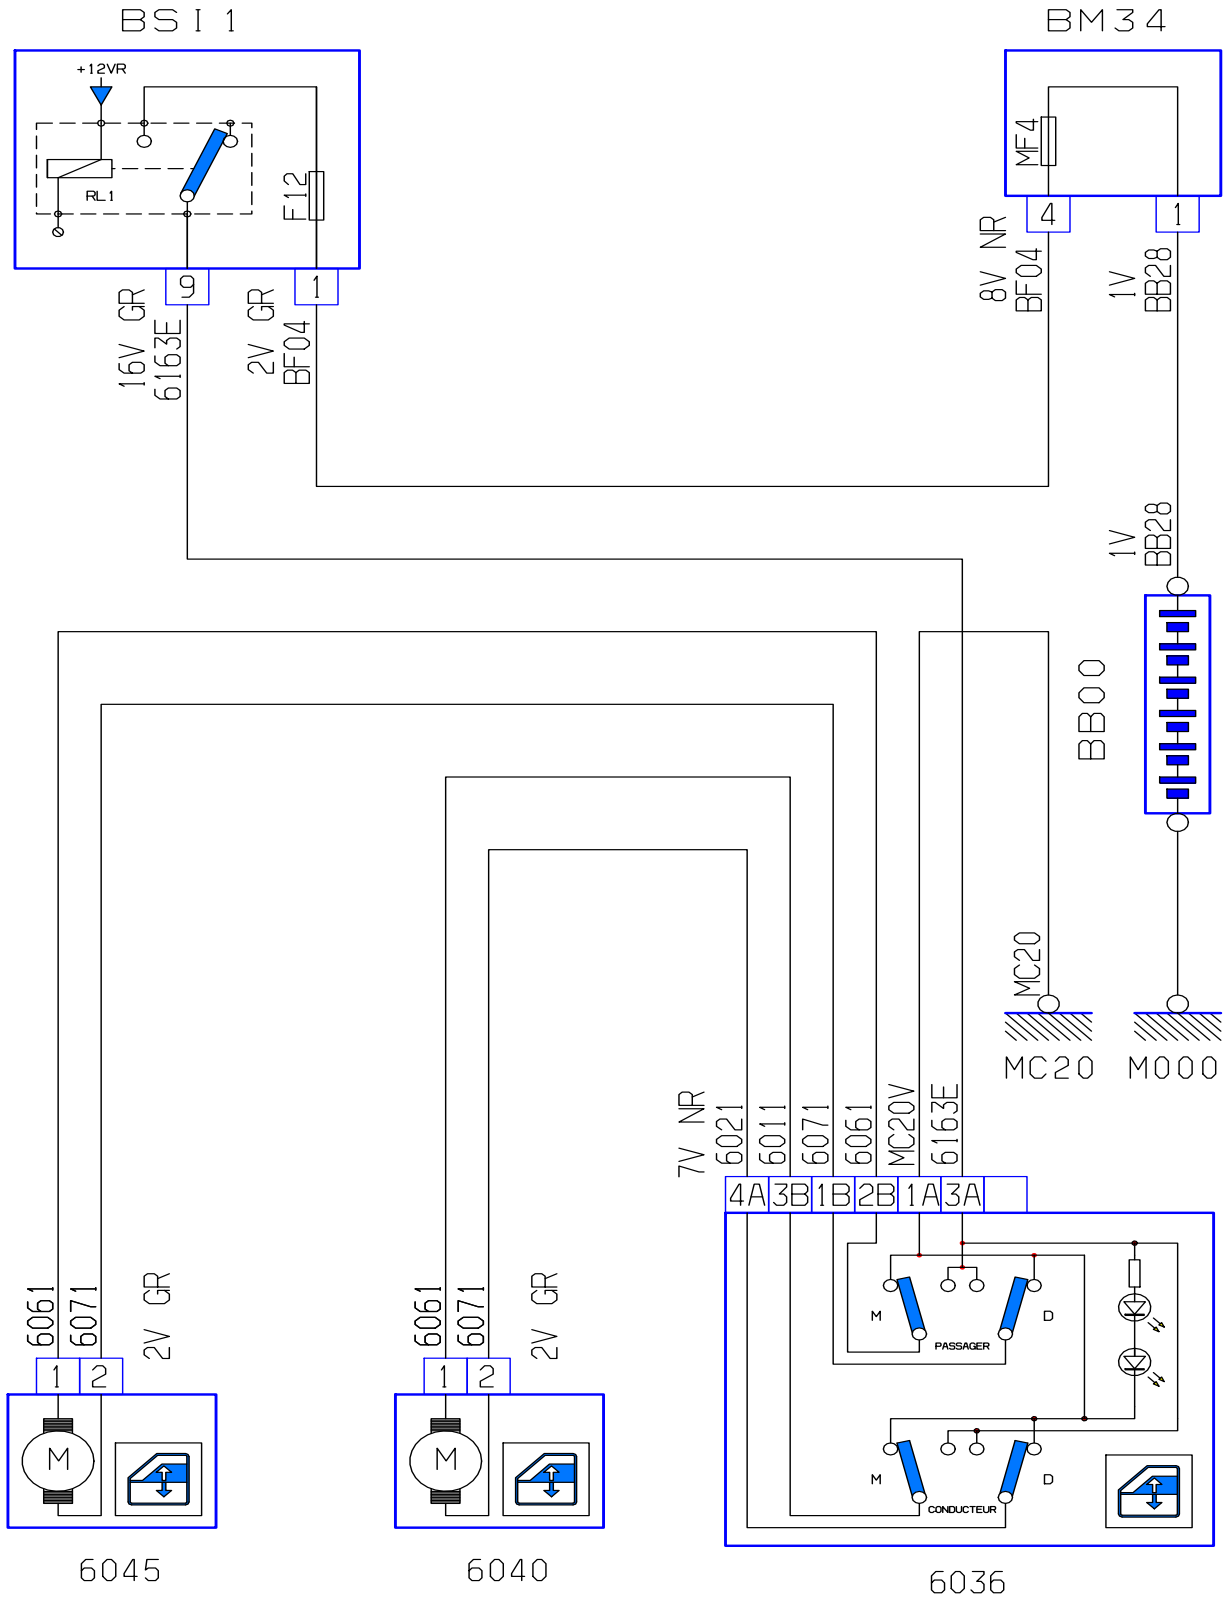 BSI 1
BM34
+12VR
RL1
F12
MF4
9
1
4
1
16V GR
6163E
2V GR
BF04
8V NR
BF04
1V
BB28
1V
BB28
BB00
MC20
MC20
M000
7V NR
6021
6011
6071
6061
MC20V
6163E
4A
3B
1B
2B
1A
3A
M
D
PASSAGER
M
D
CONDUCTEUR
6061
6071
2V GR
1
2
M
6061
6071
2V GR
1
2
M
6045
6040
6036